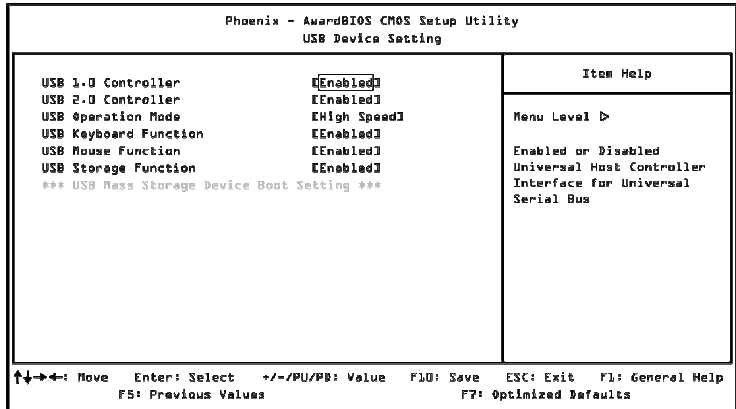 Phoenix - AwardBIOS CMOS Setup Utility
USB Device Setting
USB 1.0 Controller [Enabled]
USB 2.0 Controller [Enabled]
USB Operation Mode [High Speed]
USB Keyboard Function [Enabled]
USB Mouse Function [Enabled]
USB Storage Function [Enabled]
*** USB Mass Storage Device Boot Setting ***
Item Help
Menu Level ▷
Enabled or Disabled
Universal Host Controller
Interface for Universal
Serial Bus
↑↓→←: Move Enter: Select +/-/PU/PD: Value F10: Save ESC: Exit F1: General Help
F5: Previous Values F7: Optimized Defaults